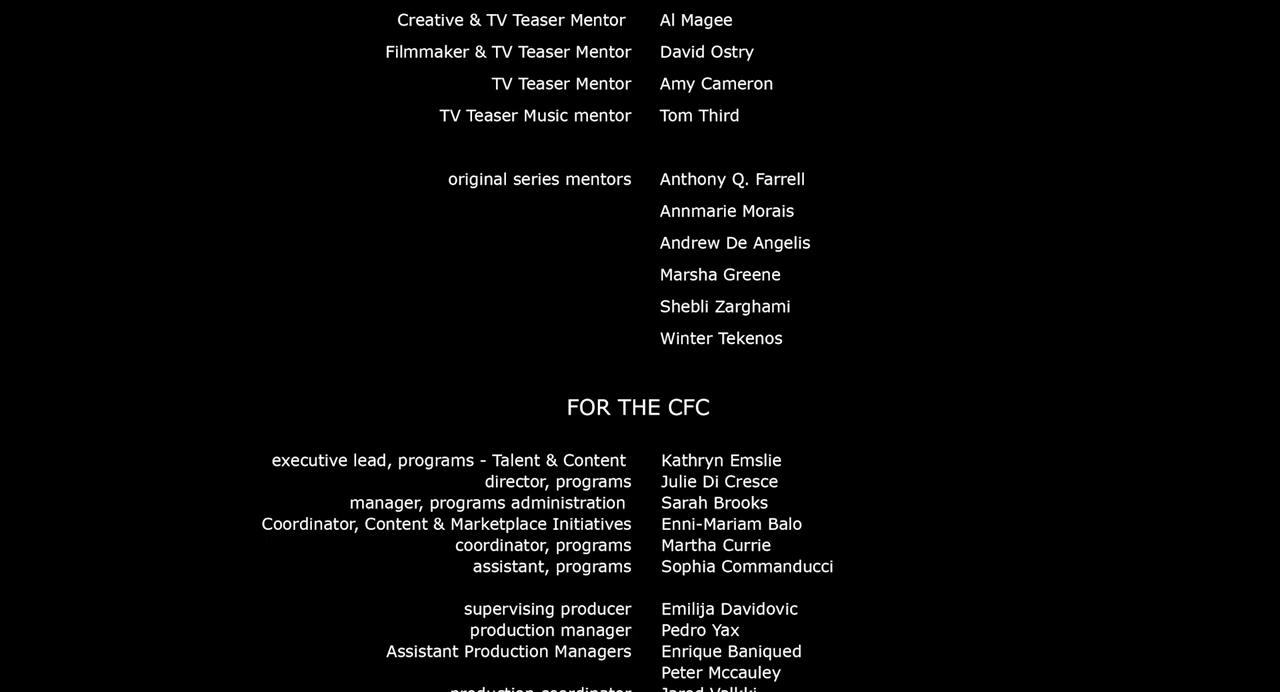 Creative & TV Teaser Mentor Al Magee
Filmmaker & TV Teaser Mentor David Ostry
TV Teaser Mentor Amy Cameron
TV Teaser Music mentor Tom Third
original series mentors Anthony Q. Farrell
Annmarie Morais
Andrew De Angelis
Marsha Greene
Shebli Zarghami
Winter Tekenos
FOR THE CFC
executive lead, programs - Talent & Content Kathryn Emslie
director, programs Julie Di Cresce
manager, programs administration Sarah Brooks
Coordinator, Content & Marketplace Initiatives Enni-Mariam Balo
coordinator, programs Martha Currie
assistant, programs Sophia Commanducci
supervising producer Emilija Davidovic
production manager Pedro Yax
Assistant Production Managers Enrique Baniqued
Peter Mccauley
production coordinator Jared Valkki